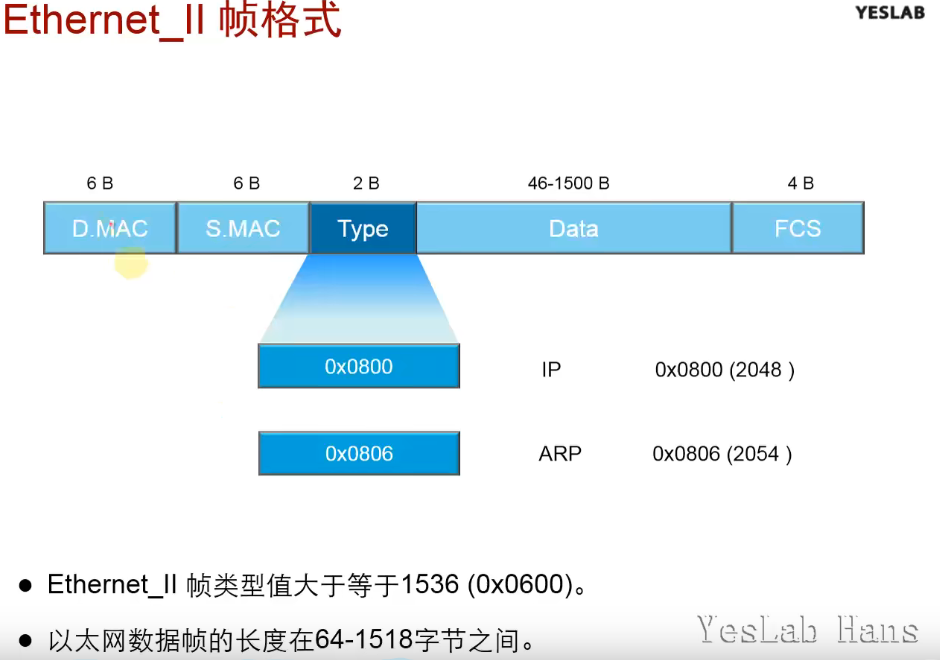 Ethernet_II 帧格式
YESLAB
6 B 6 B 2 B 46-1500 B 4 B
D.MAC S.MAC Type Data FCS
0x0800 IP 0x0800 (2048 )
0x0806 ARP 0x0806 (2054 )
● Ethernet_II 帧类型值大于等于1536 (0x0600)。
● 以太网数据帧的长度在64-1518字节之间。
YesLab Hans